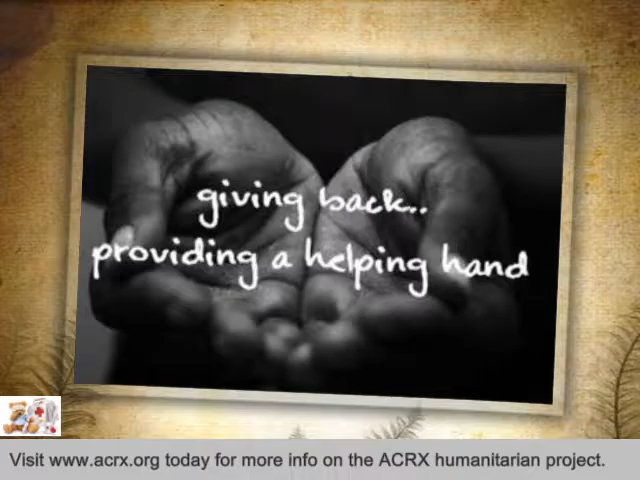 giving back..
providing a helping hand
Visit www.acrx.org today for more info on the ACRX humanitarian project.